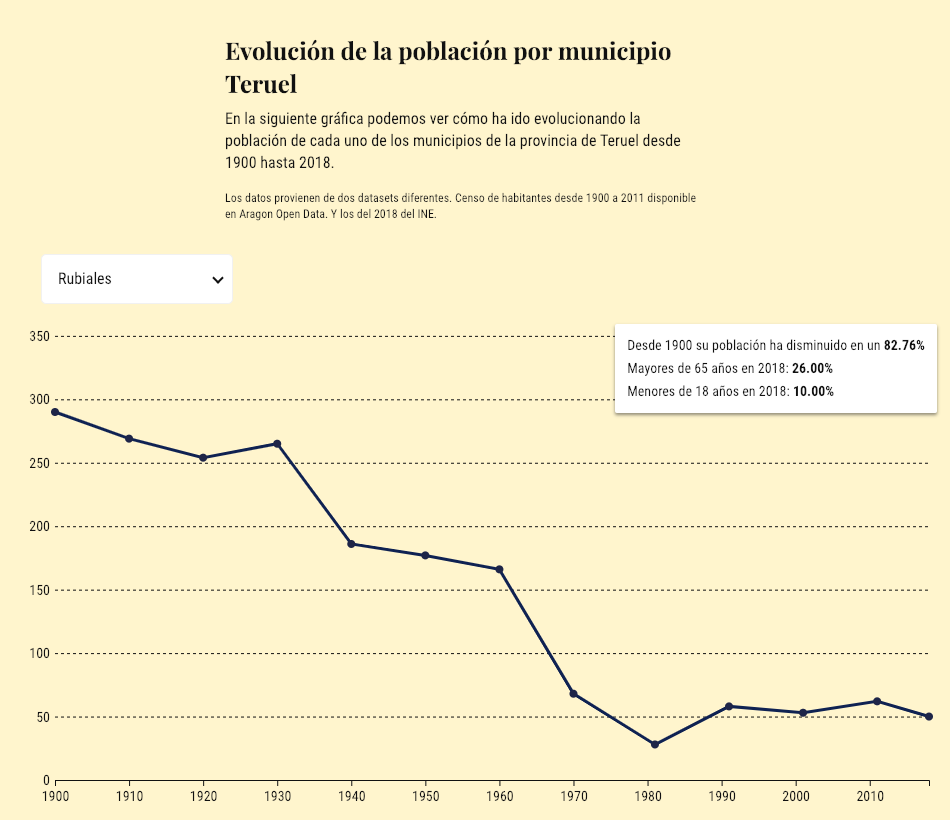 Evolución de la población por municipio
Teruel
En la siguiente gráfica podemos ver cómo ha ido evolucionando la
población de cada uno de los municipios de la provincia de Teruel desde
1900 hasta 2018.
Los datos provienen de dos datasets diferentes. Censo de habitantes desde 1900 a 2011 disponible
en Aragon Open Data. Y los del 2018 del INE.
Rubiales
Desde 1900 su población ha disminuido en un 82.76%
Mayores de 65 años en 2018: 26.00%
Menores de 18 años en 2018: 10.00%
350
300
250
200
150
100
50
0
1900 1910 1920 1930 1940 1950 1960 1970 1980 1990 2000 2010